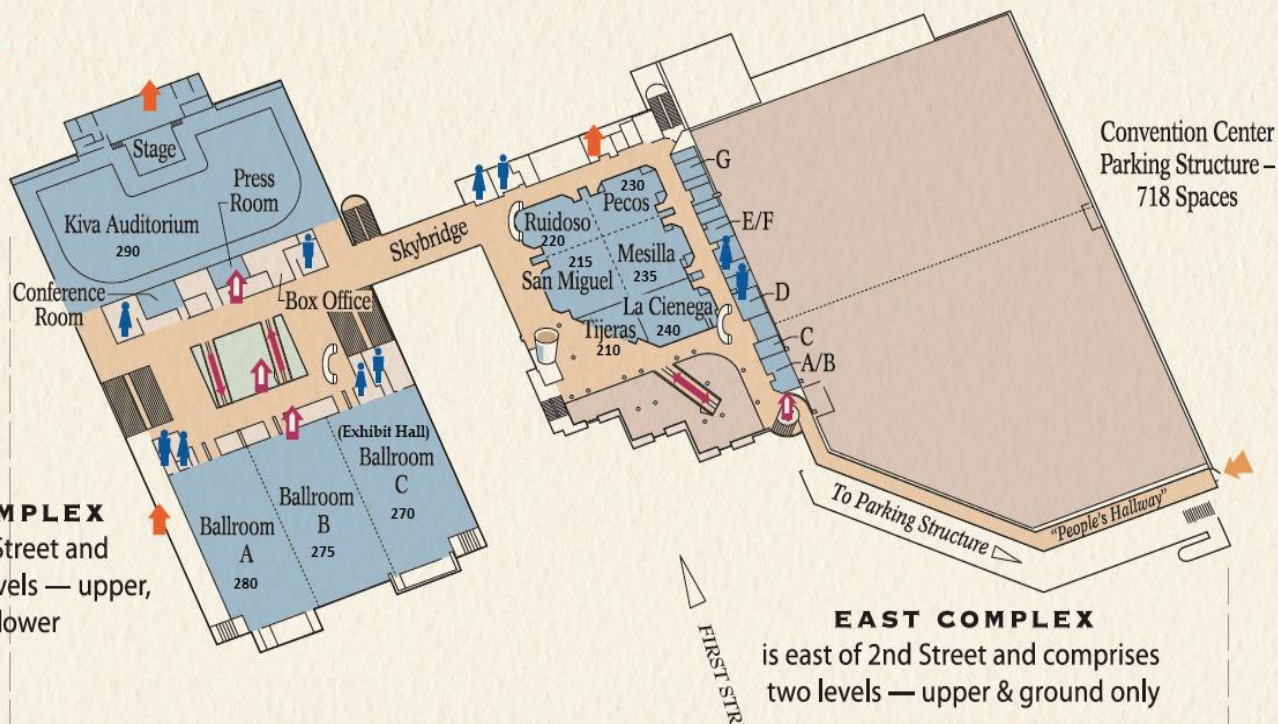 Stage
Press
Room
Kiva Auditorium
290
Conference
Room
Box Office
Skybridge
(Exhibit Hall)
Ballroom
C
270
Ballroom
B
275
Ballroom
A
280
MPLEX
Street and
vels — upper,
lower
230
Pecos
Ruidoso
220
215
San Miguel
Mesilla
235
La Cienega
240
Tijeras
210
G
E/F
D
C
A/B
Convention Center
Parking Structure –
718 Spaces
To Parking Structure
"People's Hallway"
FIRST STR
EAST COMPLEX
is east of 2nd Street and comprises
two levels — upper & ground only